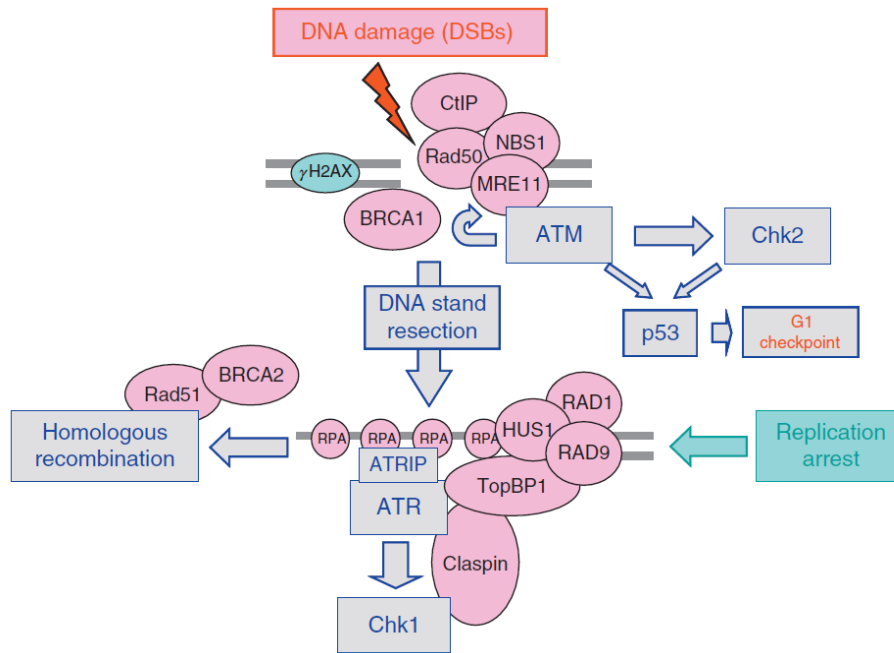 DNA damage (DSBs)
CtIP
NBS1
Rad50
γH2AX
MRE11
BRCA1
ATM
Chk2
DNA stand
resection
p53
G1
checkpoint
BRCA2
Rad51
RAD1
Homologous
recombination
RPA
RPA
RPA
RPA
HUS1
RAD9
Replication
arrest
ATRIP
TopBP1
ATR
Claspin
Chk1